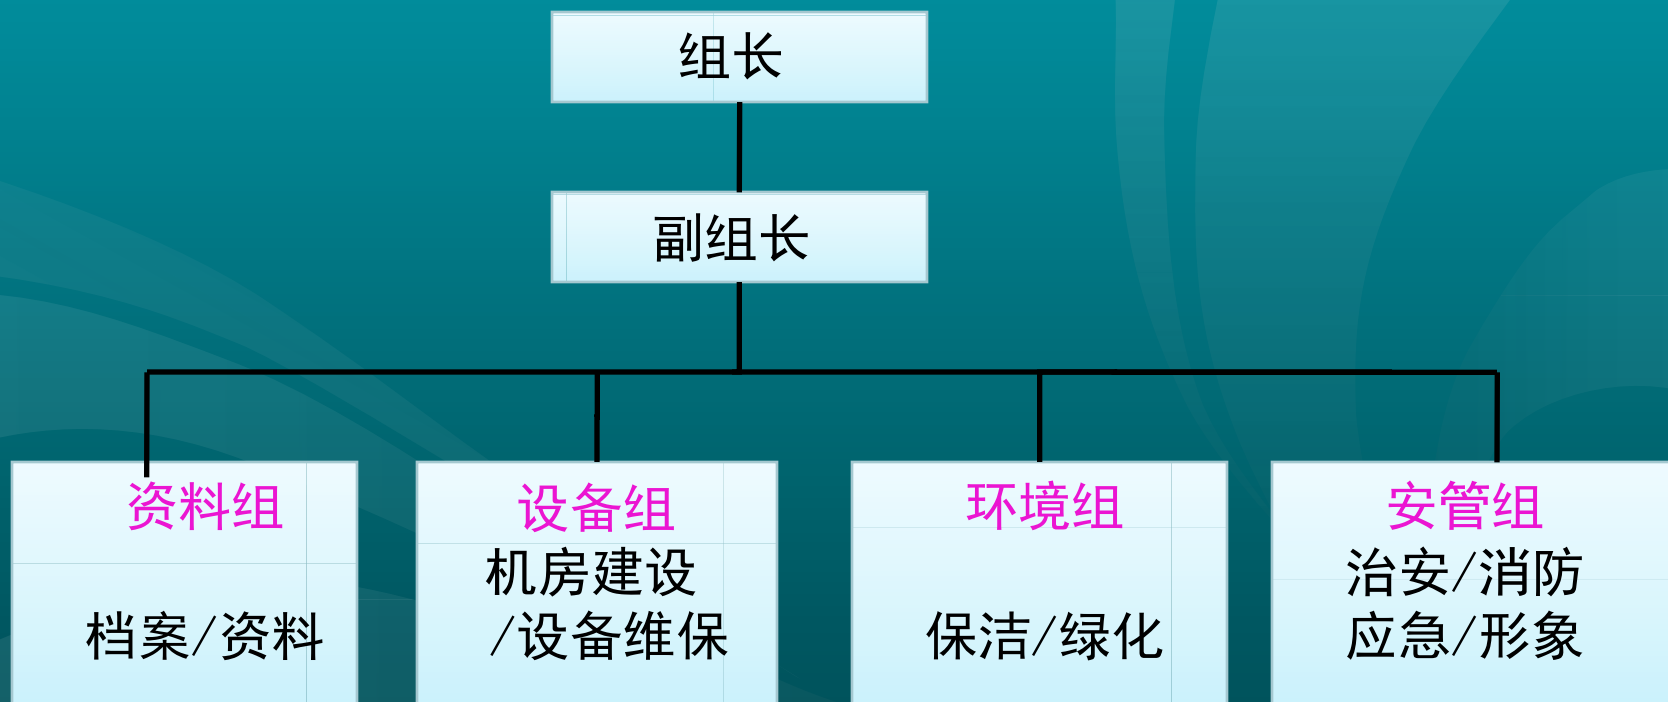 组长
副组长
资料组
档案/资料
设备组
机房建设
/设备维保
环境组
保洁/绿化
安管组
治安/消防
应急/形象